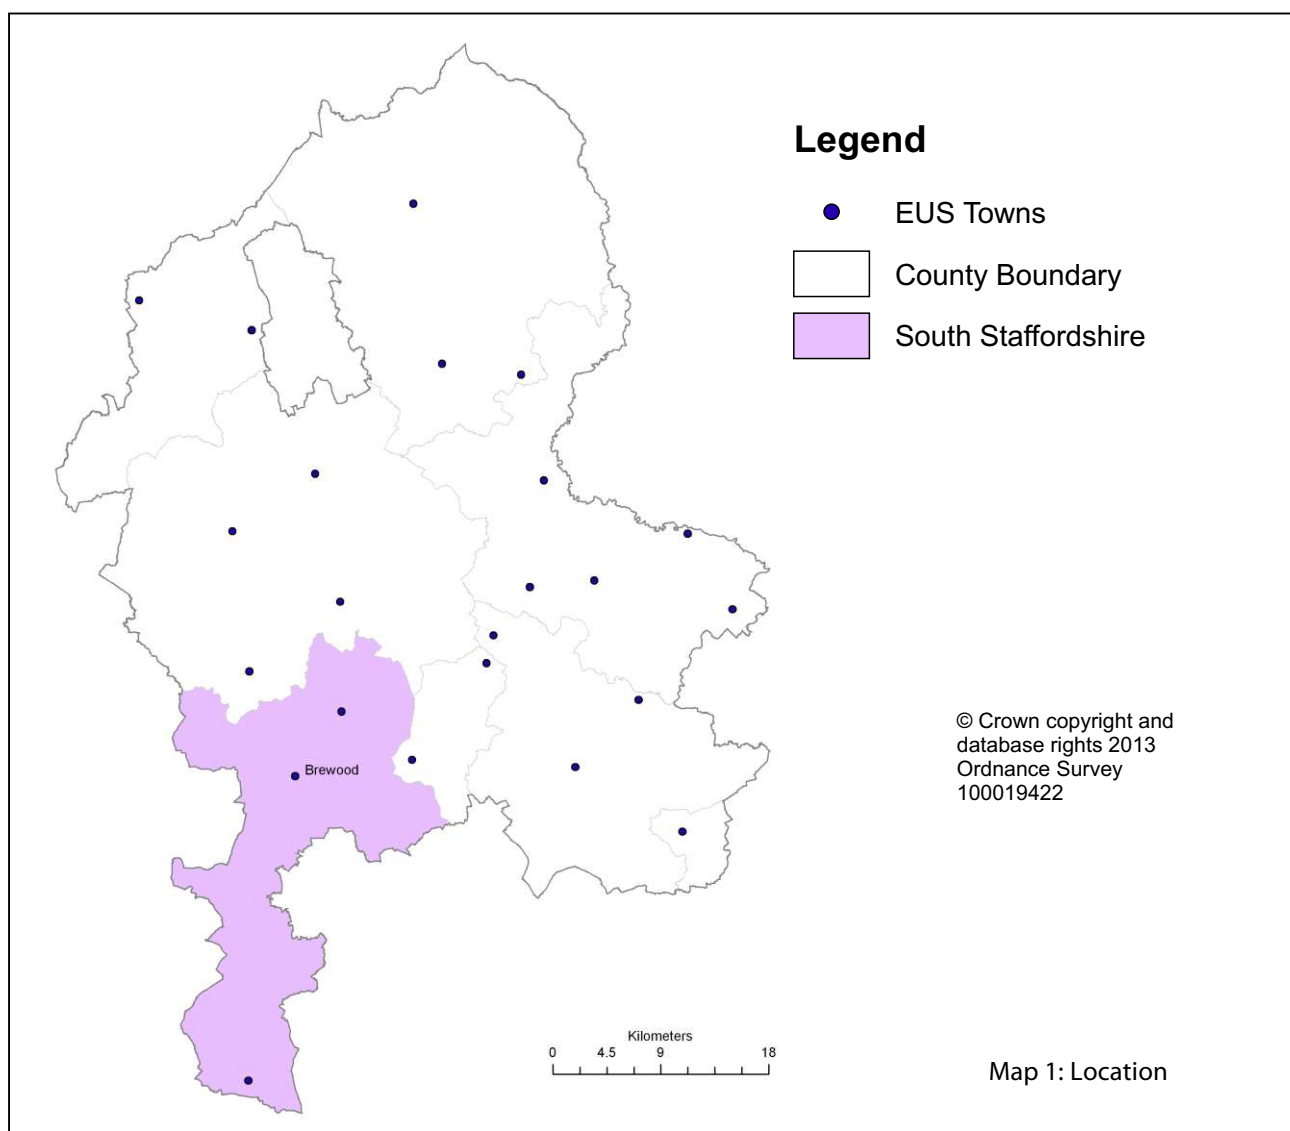 Legend
EUS Towns
County Boundary
South Staffordshire
© Crown copyright and
database rights 2013
Ordnance Survey
100019422
Brewood
Kilometers
0 4.5 9 18
Map 1: Location